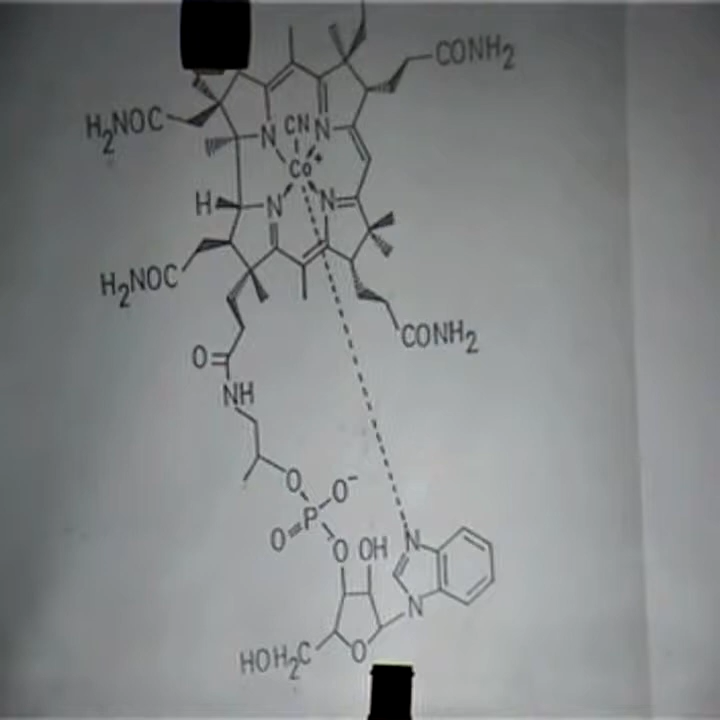 CONH₂
H₂NOC
CN
N N
Co⁺
H N N
H₂NOC
CONH₂
O
NH
O O⁻
P
O
O OH N
N
HOH₂C O